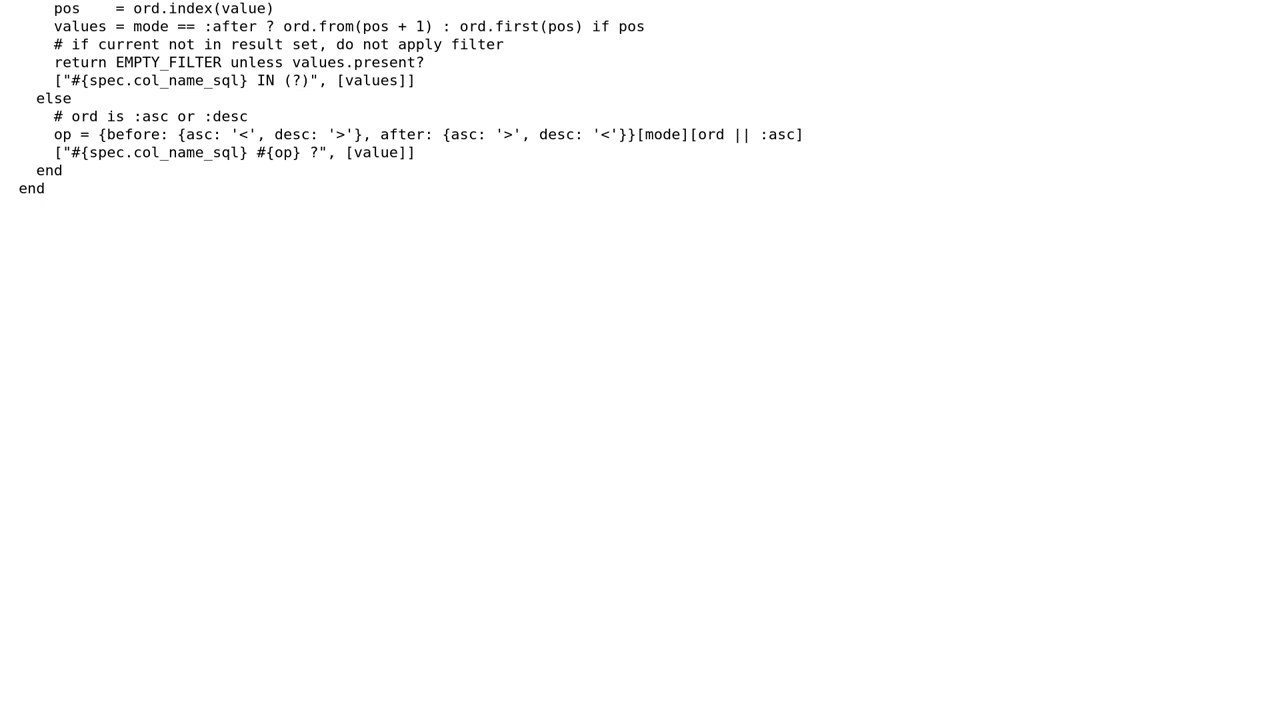 pos    = ord.index(value)
    values = mode == :after ? ord.from(pos + 1) : ord.first(pos) if pos
    # if current not in result set, do not apply filter
    return EMPTY_FILTER unless values.present?
    ["#{spec.col_name_sql} IN (?)", [values]]
  else
    # ord is :asc or :desc
    op = {before: {asc: '<', desc: '>'}, after: {asc: '>', desc: '<'}}[mode][ord || :asc]
    ["#{spec.col_name_sql} #{op} ?", [value]]
  end
end